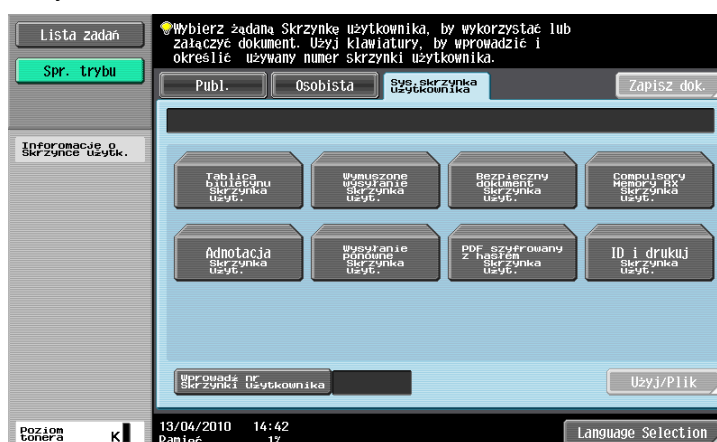 Lista zadań
Spr. trybu
Inforomacje o
Skrzynce użytk.
Poziom
tonera K
Wybierz żądaną Skrzynkę użytkownika, by wykorzystać lub
załączyć dokument. Użyj klawiatury, by wprowadzić i
określić używany numer skrzynki użytkownika.
Publ.
Osobista
Sys.skrzynka
użytkownika
Zapisz dok.
Tablica
biuletynu
Skrzynka
użyt.
Wymuszone
wysyłanie
Skrzynka
użyt.
Bezpieczny
dokument
Skrzynka
użyt.
Compulsory
Memory RX
Skrzynka
użyt.
Adnotacja
Skrzynka
użyt.
Wysyłanie
ponowne
Skrzynka
użyt.
PDF szyfrowany
z hasłem
Skrzynka
użyt.
ID i drukuj
Skrzynka
użyt.
Wprowadź nr
Skrzynki użytkownika
Użyj/Plik
13/04/2010 14:42
Pamięć 1%
Language Selection